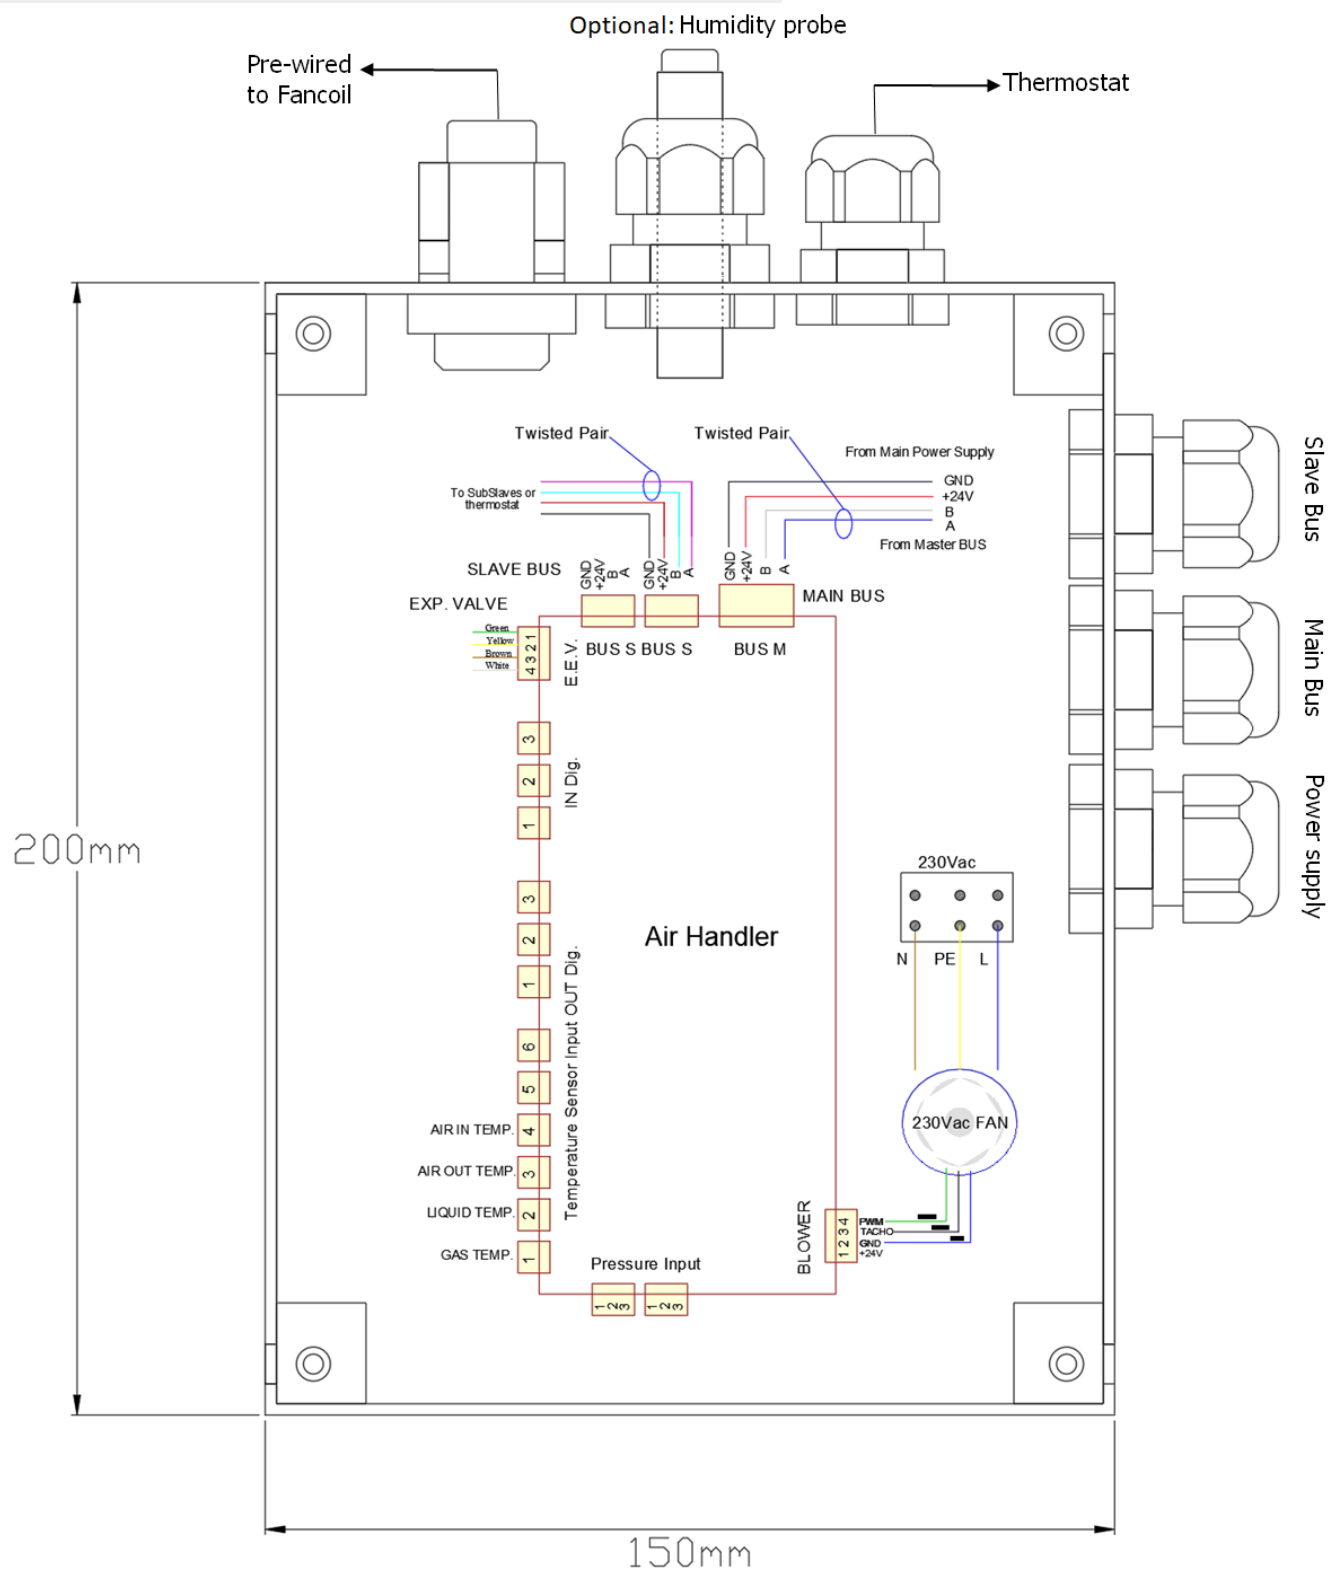 Optional: Humidity probe
Pre-wired
to Fancoil
Thermostat
Twisted Pair
Twisted Pair
From Main Power Supply
To SubSlaves or
thermostat
GND
+24V
B
A
From Master BUS
SLAVE BUS
GND
+24V
B
A
GND
+24V
B
A
GND
+24V
B
A
MAIN BUS
EXP. VALVE
Green
Yellow
Brown
White
4 3 2 1
E.E.V.
BUS S
BUS S
BUS M
3
2
1
IN Dig.
3
2
1
OUT Dig.
6
5
4
3
2
1
Temperature Sensor Input
AIR IN TEMP.
AIR OUT TEMP.
LIQUID TEMP.
GAS TEMP.
Air Handler
230Vac
N
PE
L
230Vac FAN
BLOWER
1 2 3 4
PWM
TACHO
GND
+24V
Pressure Input
1 2 3
1 2 3
Slave Bus
Main Bus
Power supply
200mm
150mm